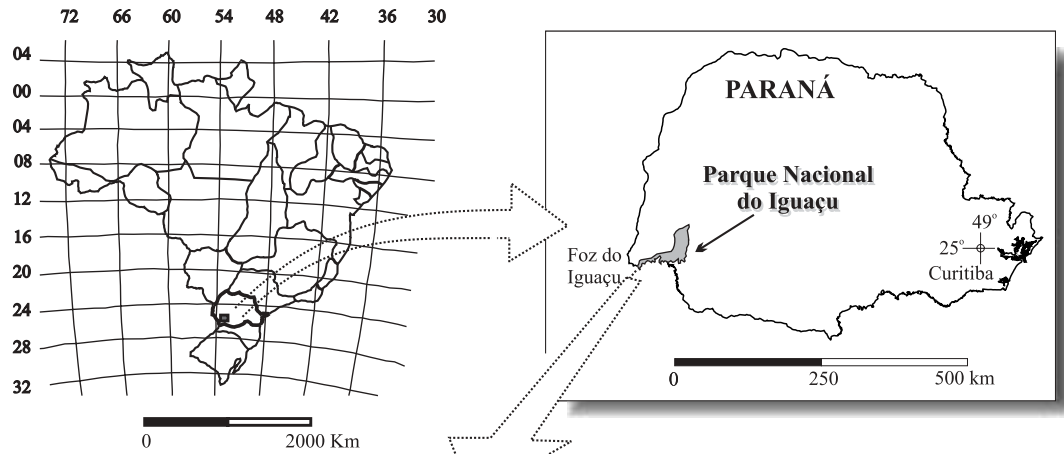 72 66 60 54 48 42 36 30
04
00
04
08
12
16
20
24
28
32
0 2000 Km
PARANÁ
Parque Nacional
do Iguaçu
Foz do
Iguaçu
49°
25°
Curitiba
0 250 500 km